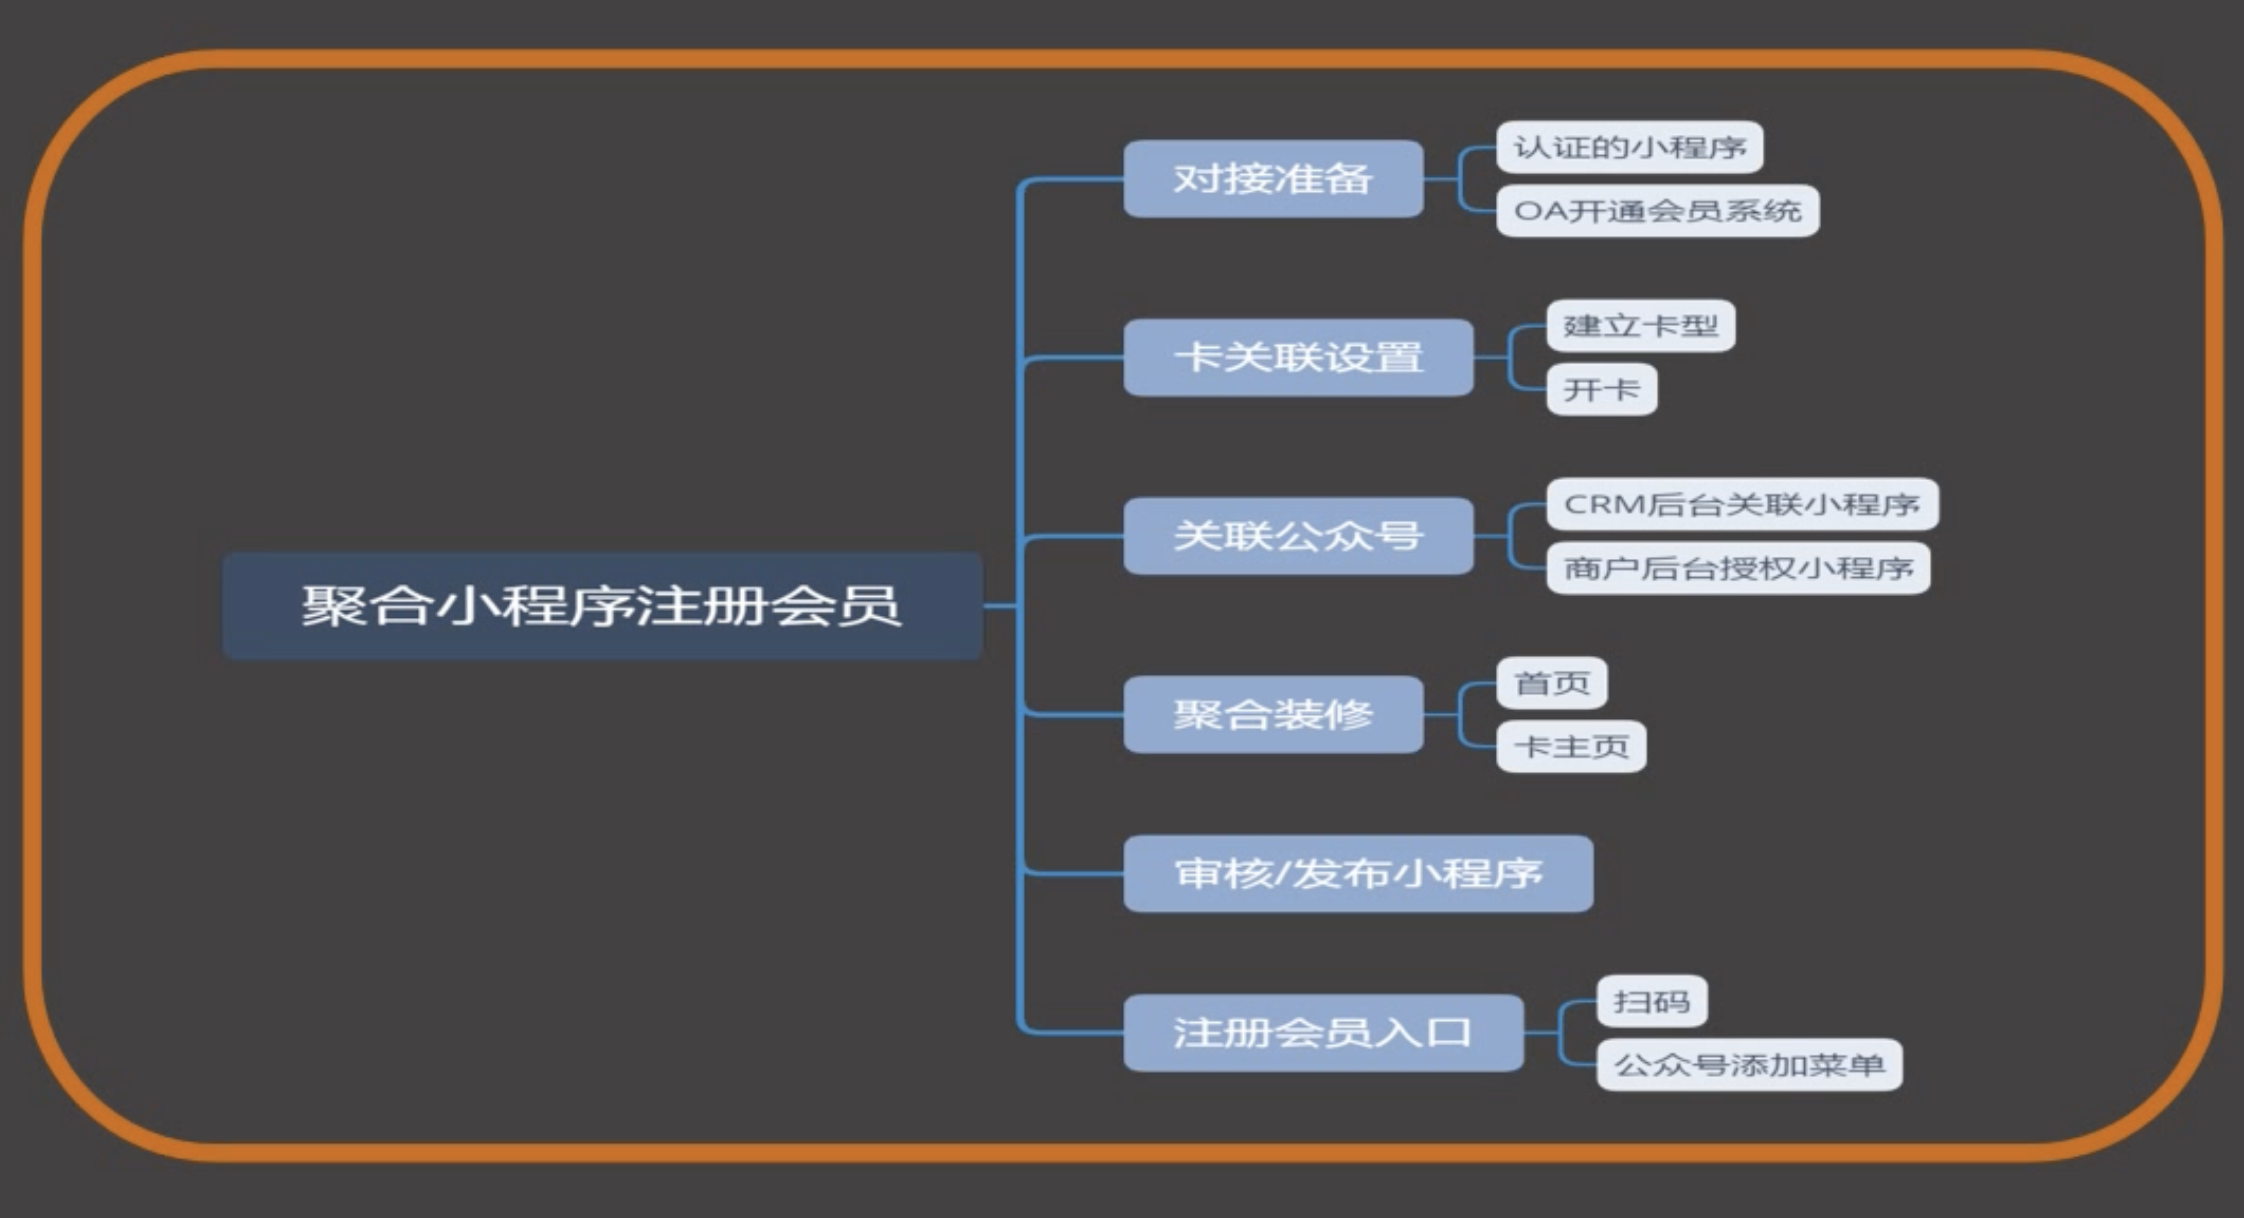 聚合小程序注册会员
对接准备
认证的小程序
OA开通会员系统
卡关联设置
建立卡型
开卡
关联公众号
CRM后台关联小程序
商户后台授权小程序
聚合装修
首页
卡主页
审核/发布小程序
注册会员入口
扫码
公众号添加菜单